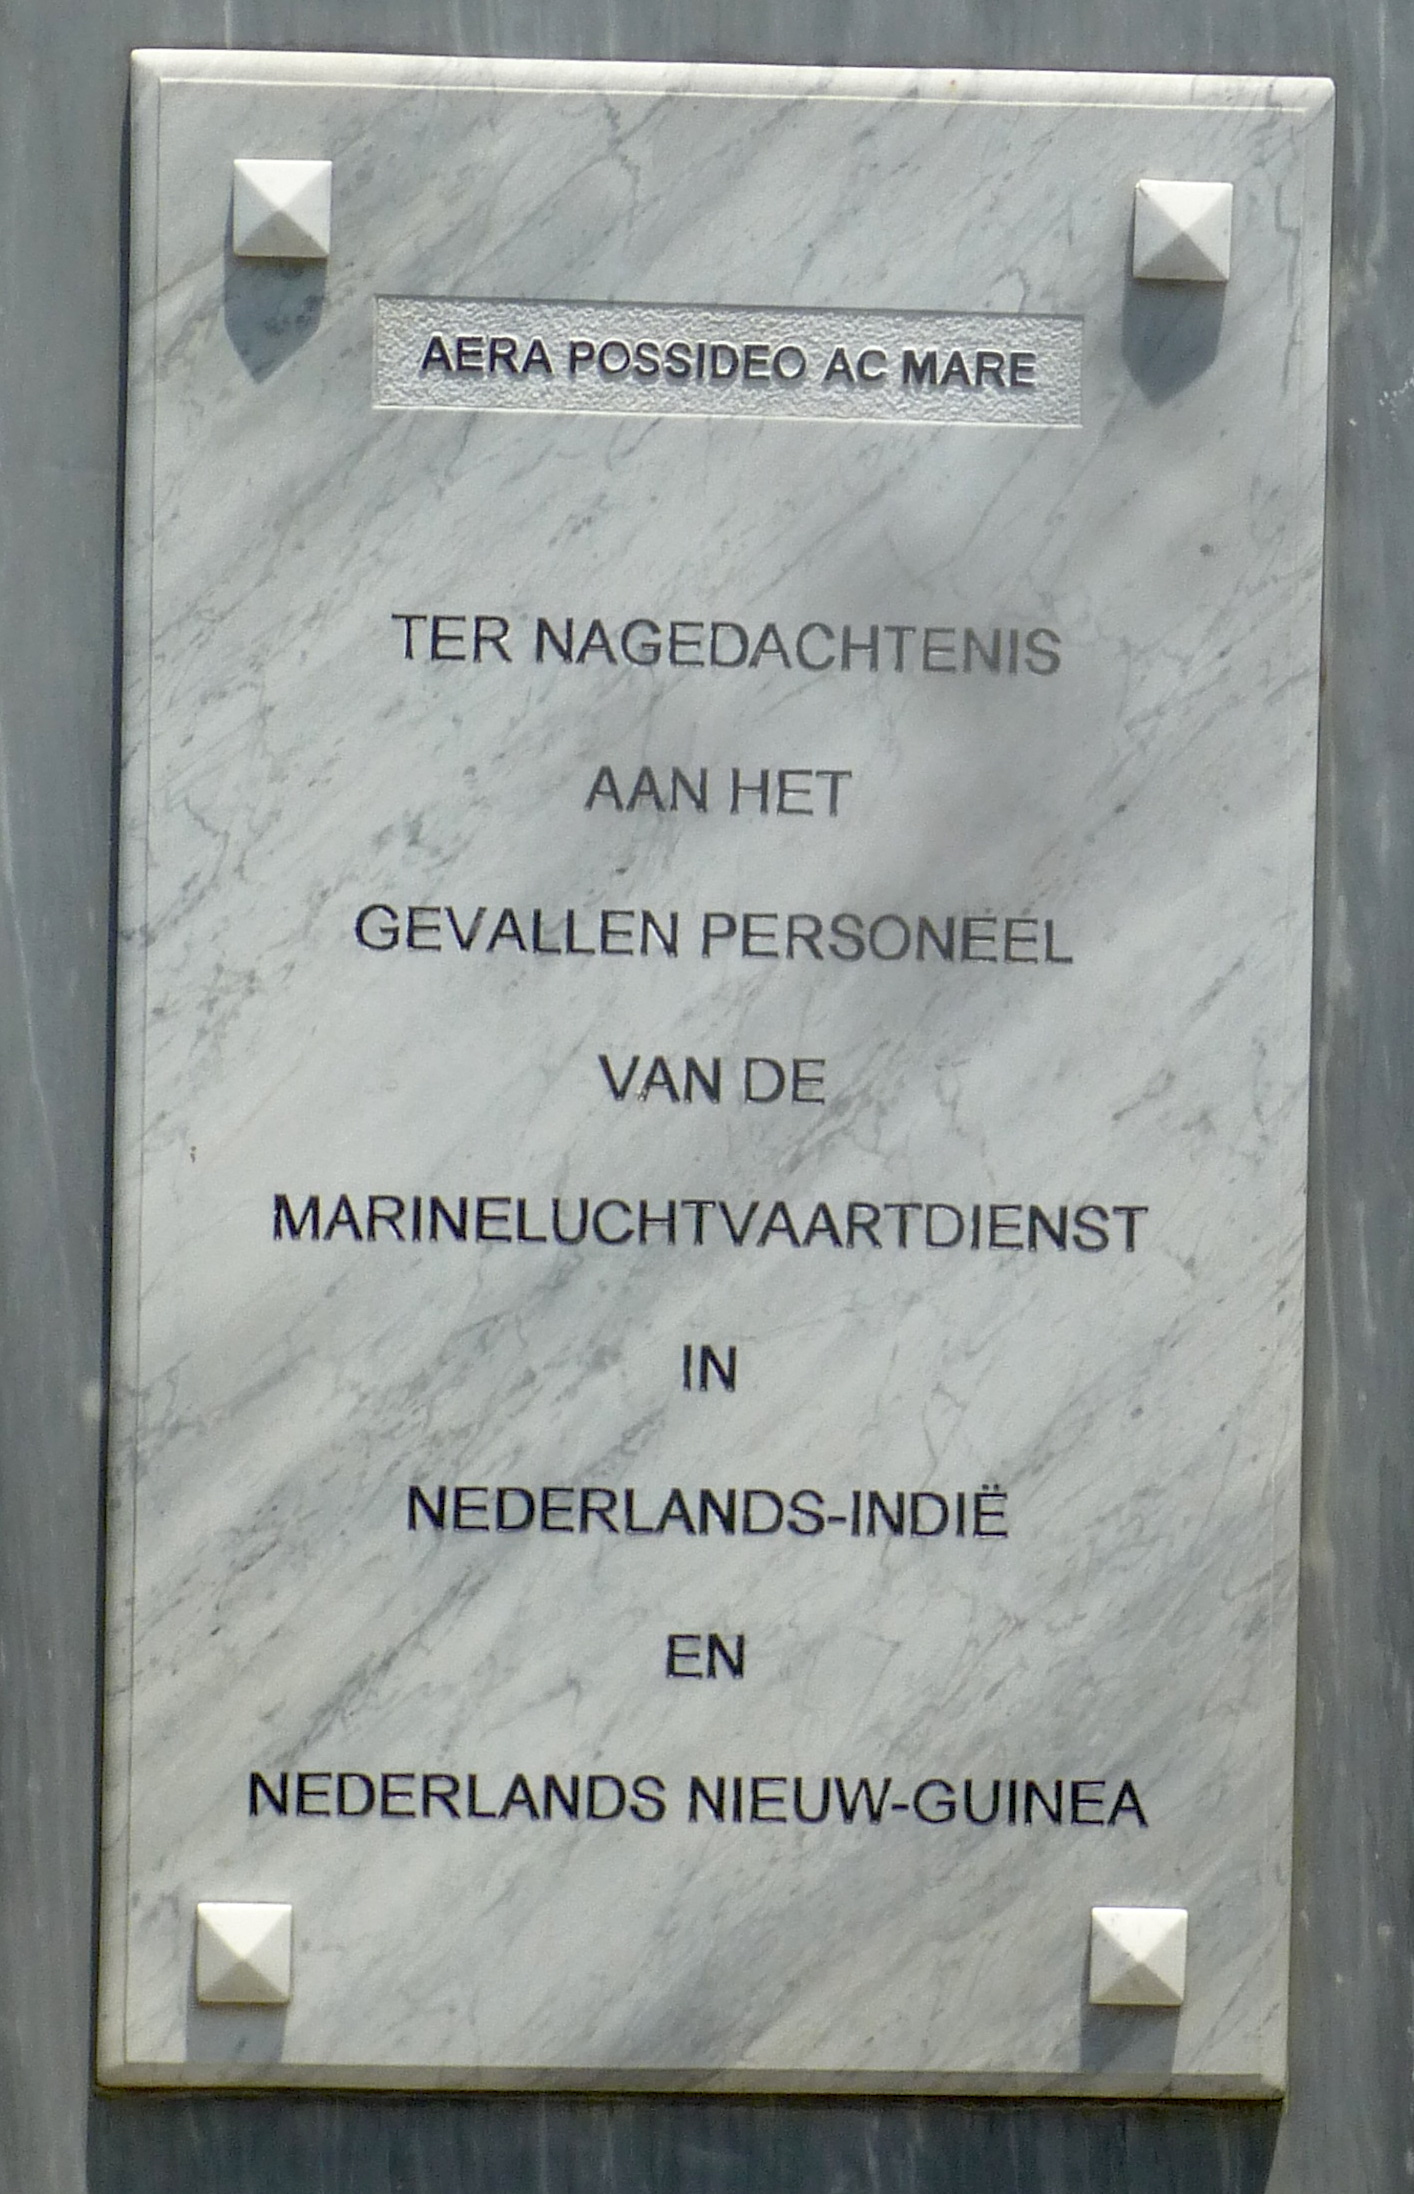 AERA POSSIDEO AC MARE
TER NAGEDACHTENIS
AAN HET
GEVALLEN PERSONEEL
VAN DE
MARINELUCHTVAARTDIENST
IN
NEDERLANDS-INDIË
EN
NEDERLANDS NIEUW-GUINEA